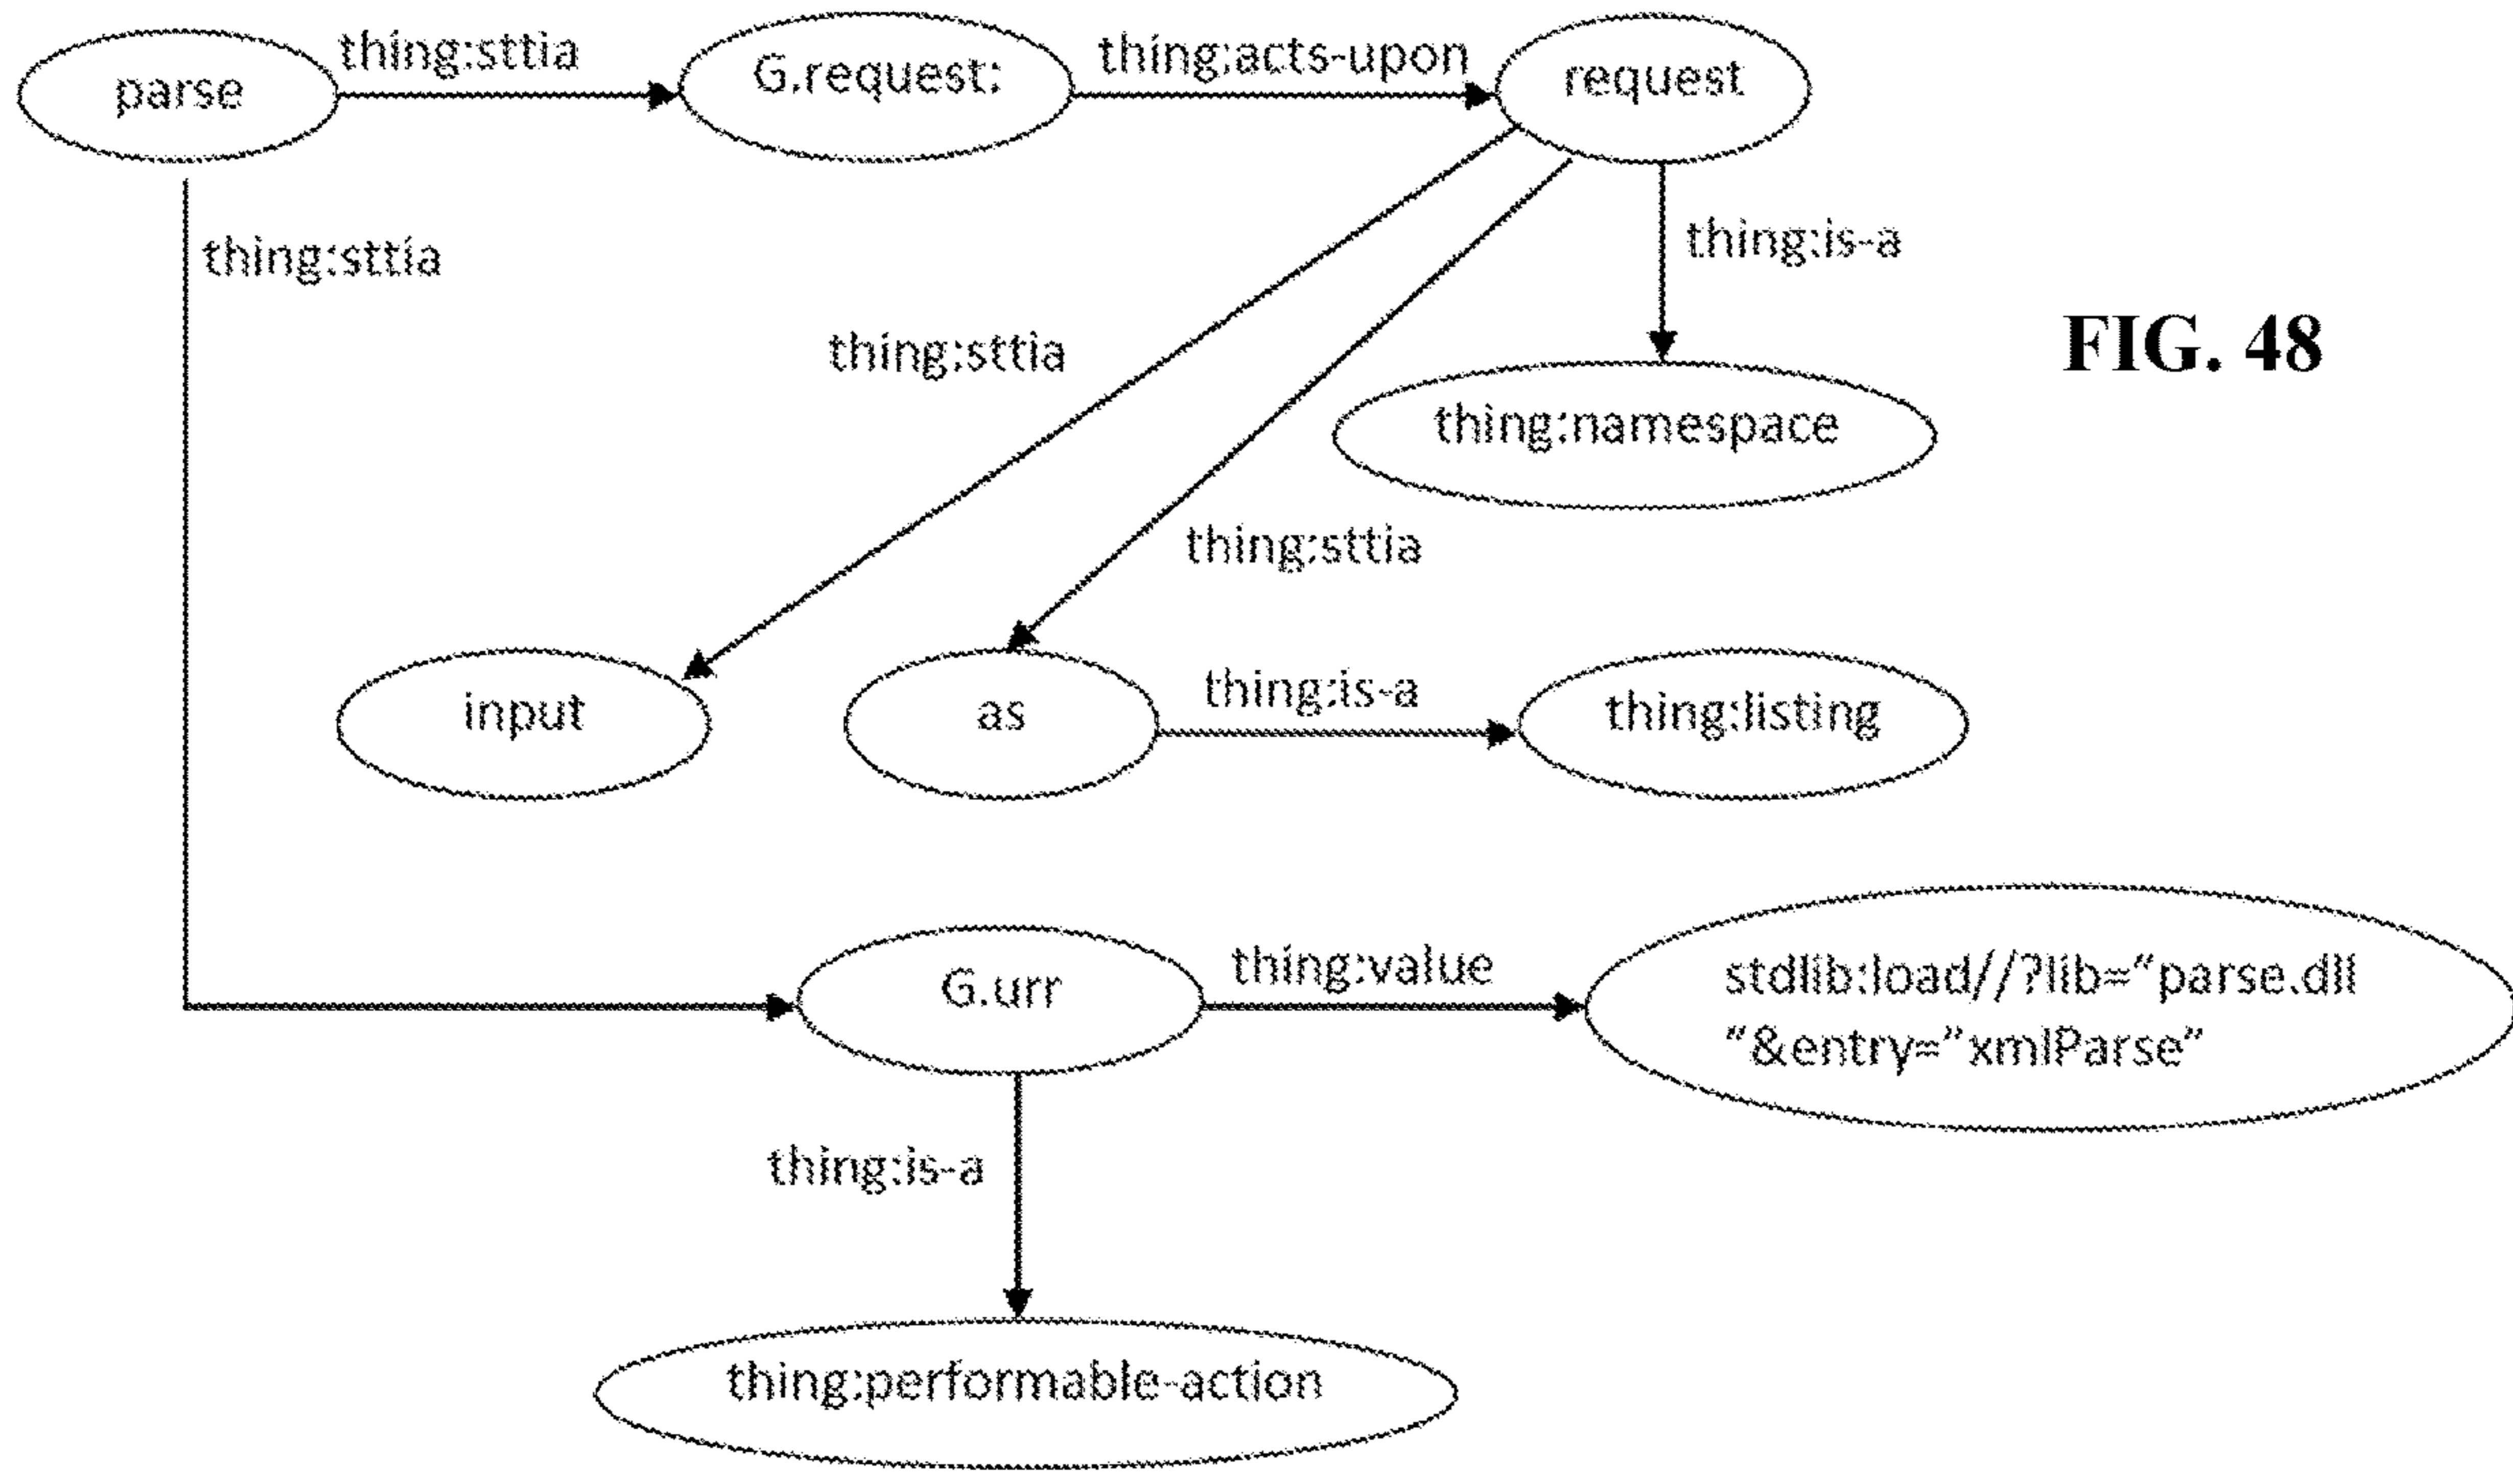 parse
thing:sttia
G.request:
thing:acts-upon
request
thing:sttia
thing:is-a
FIG. 48
thing:sttia
thing:namespace
thing:sttia
input
as
thing:is-a
thing:listing
G.urr
thing:value
stdlib:load//?lib="parse.dll
"&entry="xmlParse"
thing:is-a
thing:performable-action